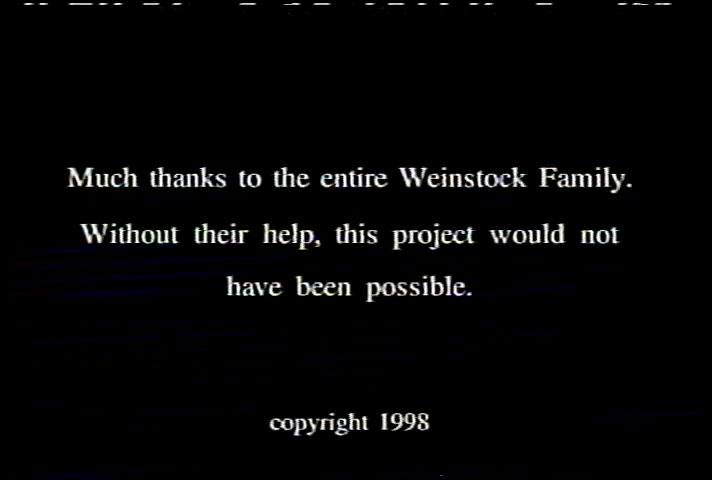 Much thanks to the entire Weinstock Family.
Without their help, this project would not
have been possible.
copyright 1998